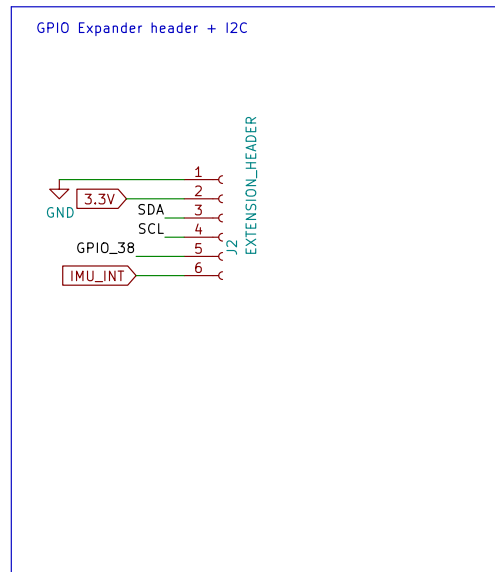 GPIO Expander header + I2C
EXTENSION_HEADER
J2
1
GND
2
3.3V
3
SDA
4
SCL
5
GPIO_38
6
IMU_INT